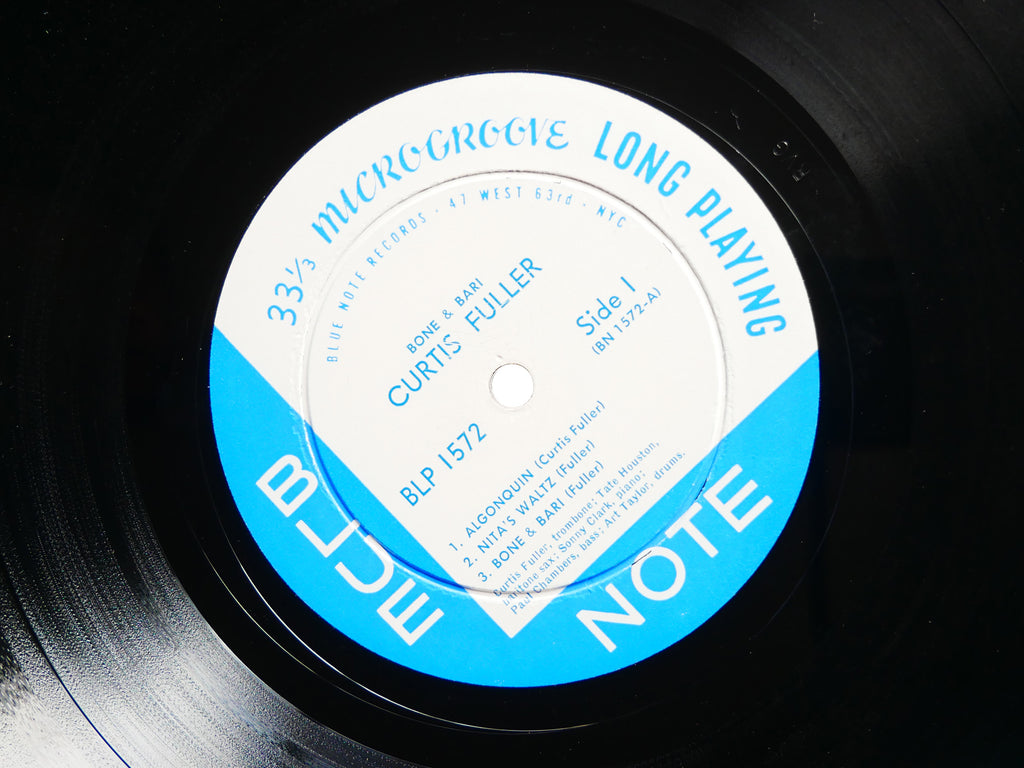 33⅓ MICROGROOVE LONG PLAYING
BLUE NOTE RECORDS · 47 WEST 63rd · NYC
BONE & BARI
CURTIS FULLER
BLP 1572
Side 1
(BN 1572-A)
1. ALGONQUIN (Curtis Fuller)
2. NITA'S WALTZ (Fuller)
3. BONE & BARI (Fuller)
Curtis Fuller, trombone; Tate Houston,
baritone sax; Sonny Clark, piano;
Paul Chambers, bass; Art Taylor, drums.
BLUE NOTE
RVG